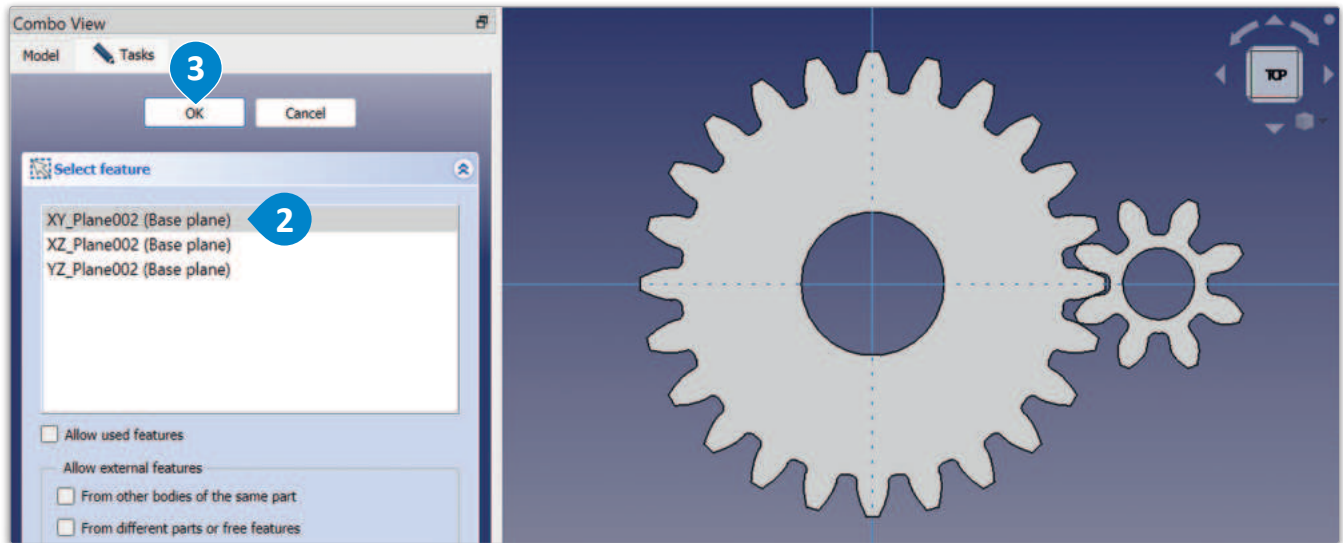 Combo View
Model Tasks
3
OK Cancel
Select feature
XY_Plane002 (Base plane) 2
XZ_Plane002 (Base plane)
YZ_Plane002 (Base plane)
Allow used features
Allow external features
From other bodies of the same part
From different parts or free features
TOP